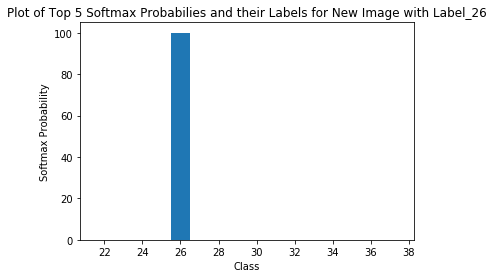 Plot of Top 5 Softmax Probabilies and their Labels for New Image with Label_26
100
80
60
40
20
0
Softmax Probability
22 24 26 28 30 32 34 36 38
Class